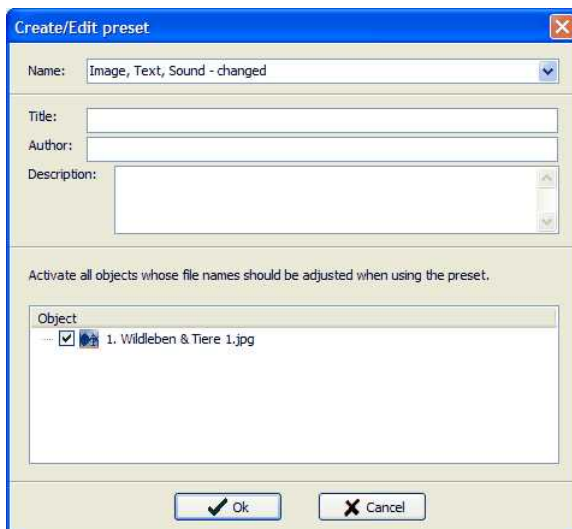 Create/Edit preset
Name: Image, Text, Sound - changed
Title:
Author:
Description:
Activate all objects whose file names should be adjusted when using the preset.
Object
1. Wildleben & Tiere 1.jpg
Ok Cancel